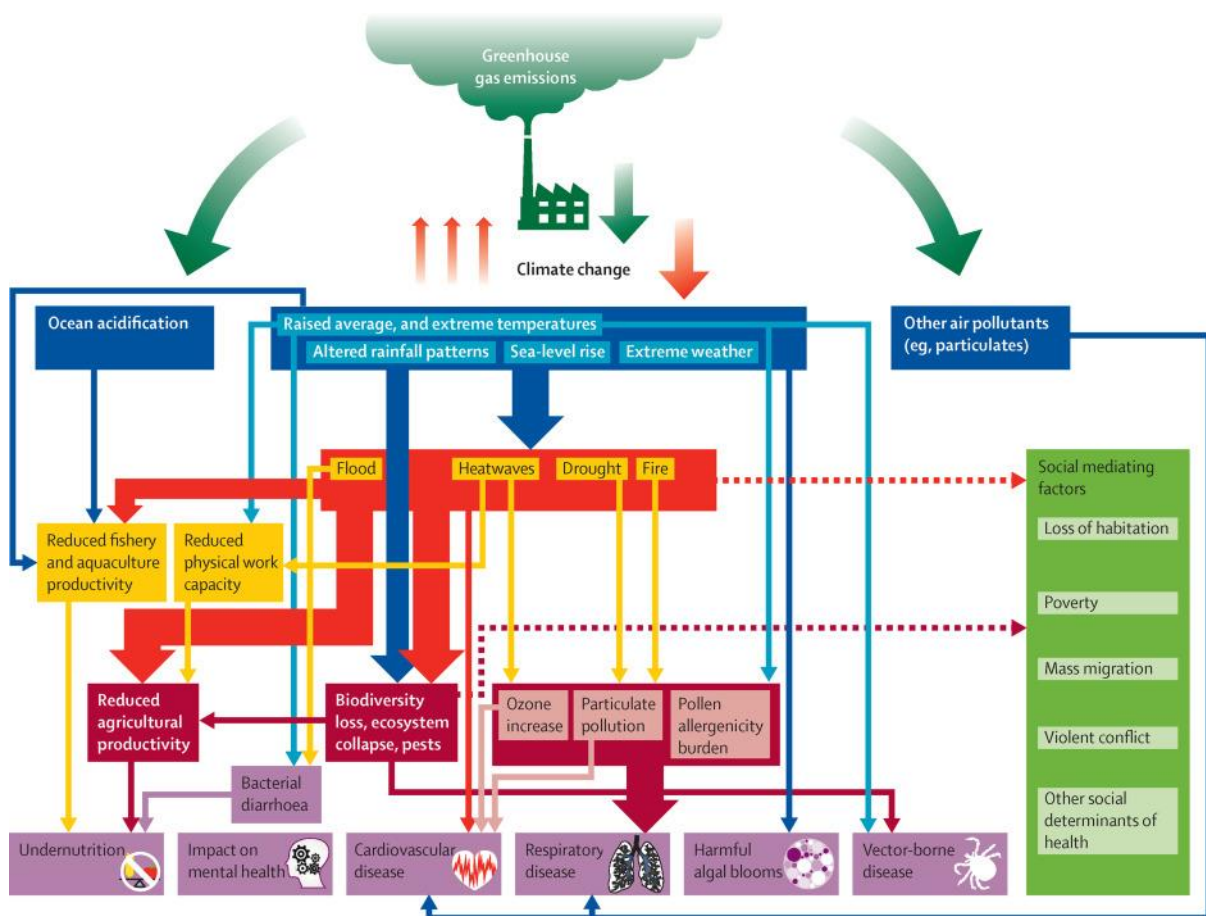 Greenhouse
gas emissions
Climate change
Ocean acidification
Raised average, and extreme temperatures
Altered rainfall patterns
Sea-level rise
Extreme weather
Other air pollutants
(eg, particulates)
Flood
Heatwaves
Drought
Fire
Social mediating
factors
Loss of habitation
Poverty
Mass migration
Violent conflict
Other social
determinants of
health
Reduced fishery
and aquaculture
productivity
Reduced
physical work
capacity
Reduced
agricultural
productivity
Biodiversity
loss, ecosystem
collapse, pests
Ozone
increase
Particulate
pollution
Pollen
allergenicity
burden
Bacterial
diarrhoea
Undernutrition
Impact on
mental health
Cardiovascular
disease
Respiratory
disease
Harmful
algal blooms
Vector-borne
disease